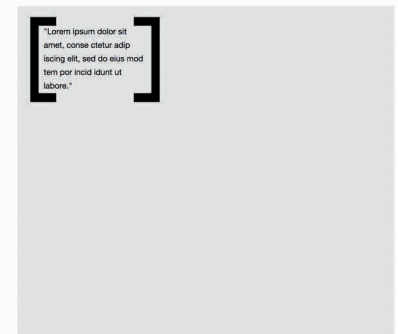 "Lorem ipsum dolor sit
amet, conse ctetur adip
iscing elit, sed do eius mod
tem por incid idunt ut
labore."